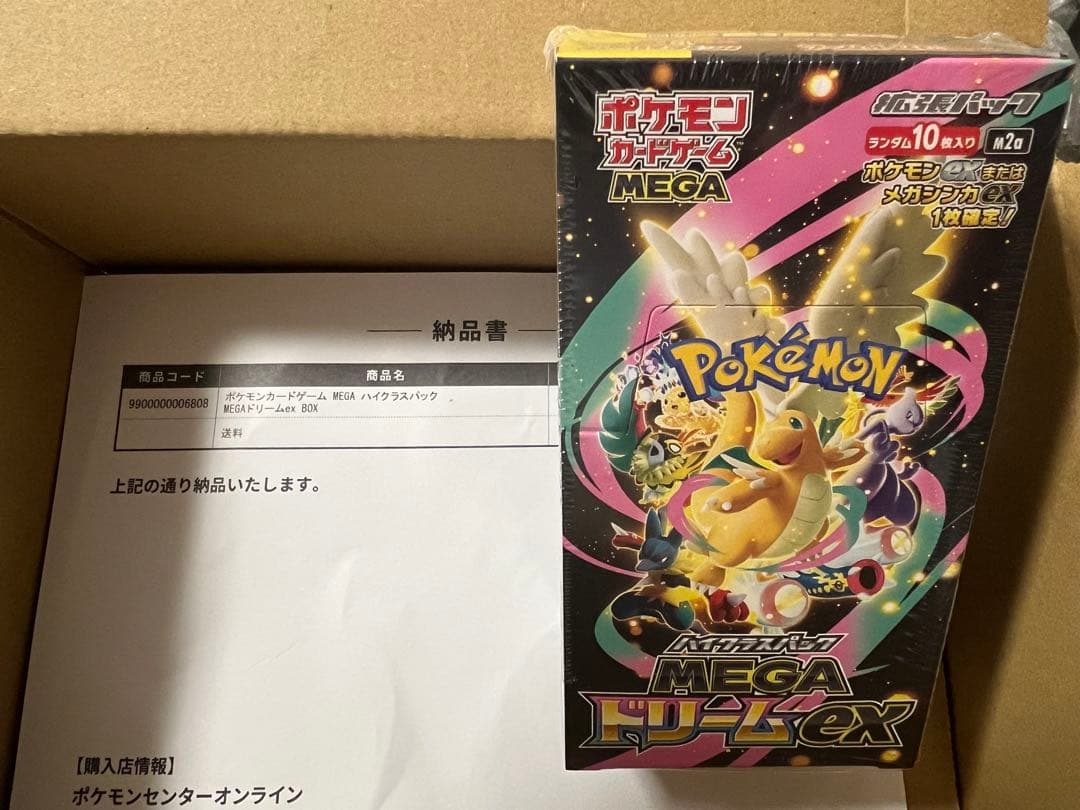 納品書
商品コード 商品名
9900000006808 ポケモンカードゲーム MEGA ハイクラスパック
MEGAドリームex BOX
送料
上記の通り納品いたします。
【購入店情報】
ポケモンセンターオンライン
ポケモン
カードゲーム™
MEGA
拡張パック
ランダム10枚入り M2a
ポケモンexまたは
メガシンカex
1枚確定!
POKéMON
ハイクラスパック
MEGA
ドリームex